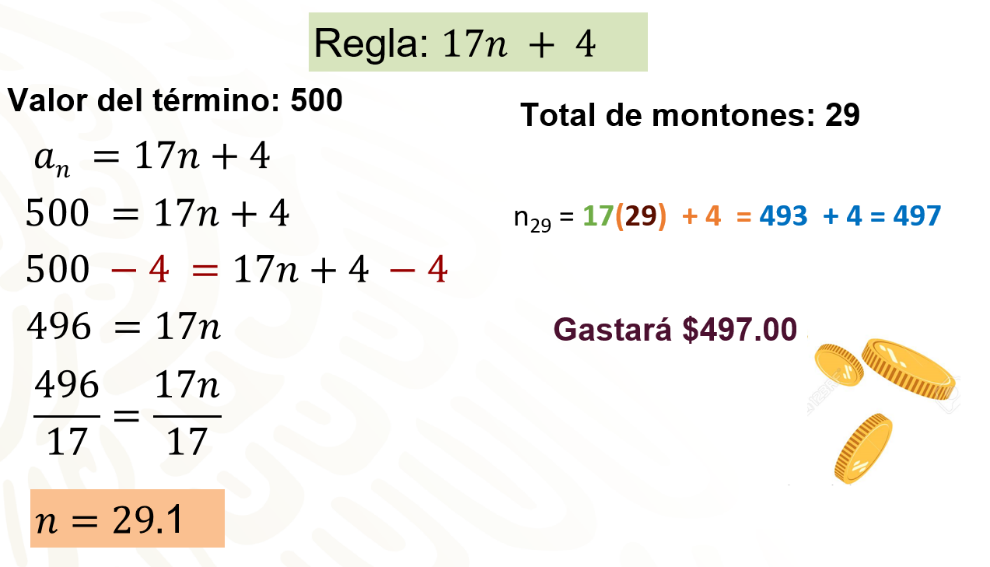 Regla: 17n + 4
Valor del término: 500
aₙ = 17n + 4
500 = 17n + 4
500 − 4 = 17n + 4 − 4
496 = 17n
496/17 = 17n/17
n = 29.1
Total de montones: 29
n₂₉ = 17(29) + 4 = 493 + 4 = 497
Gastará $497.00